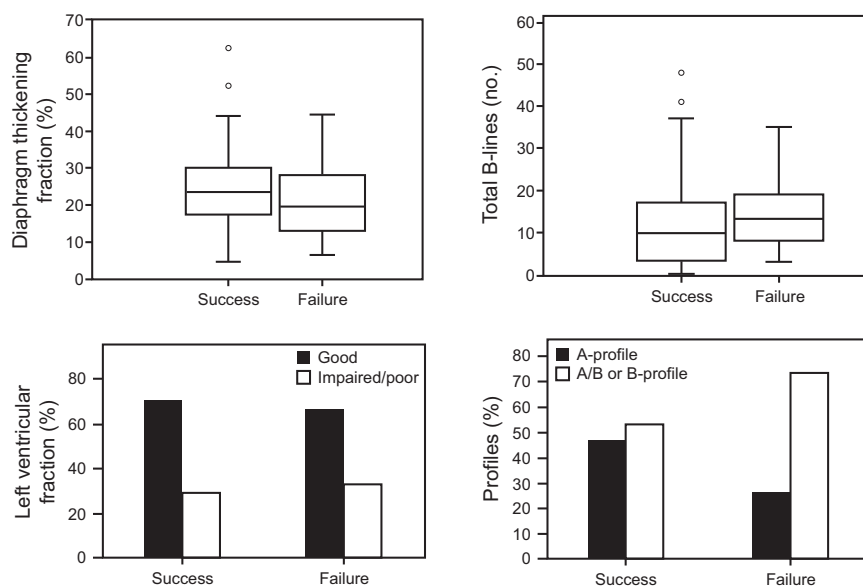 Diaphragm thickening
fraction (%)
70
60
50
40
30
20
10
0
Success
Failure
Total B-lines (no.)
60
50
40
30
20
10
0
Success
Failure
Left ventricular
fraction (%)
80
60
40
20
0
Good
Impaired/poor
Success
Failure
Profiles (%)
80
70
60
50
40
30
20
10
0
A-profile
A/B or B-profile
Success
Failure